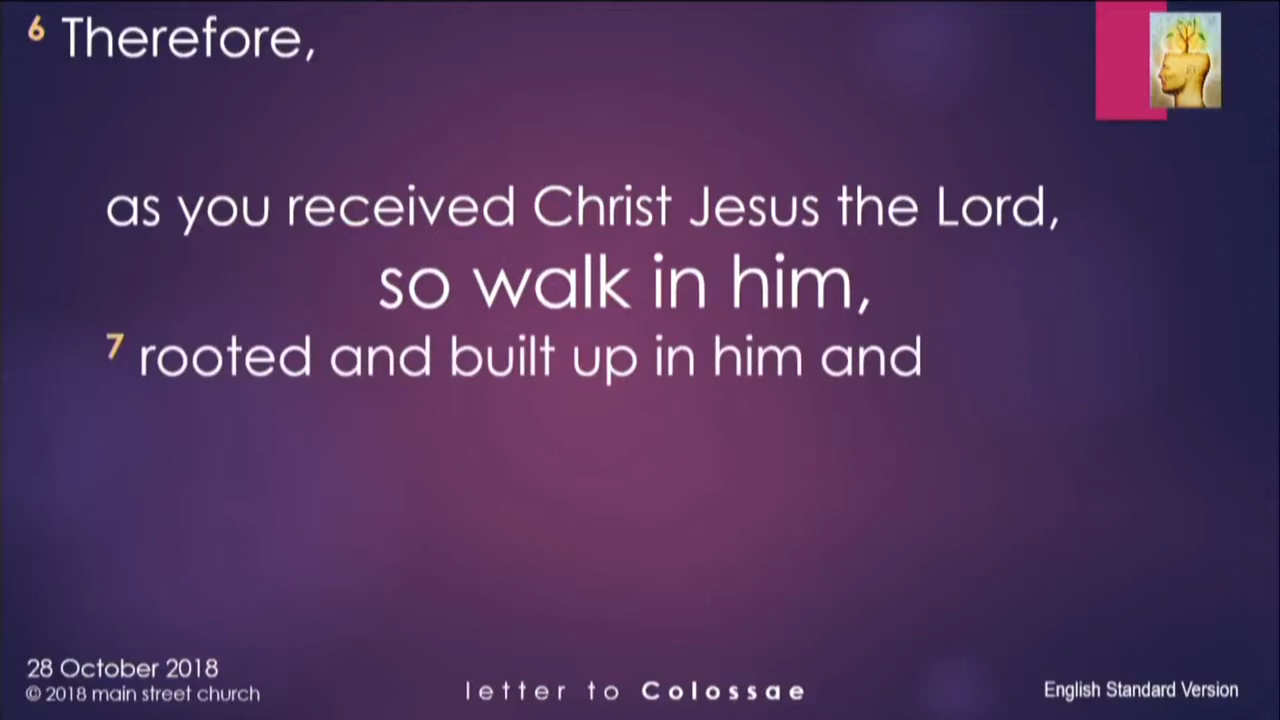 6 Therefore,
as you received Christ Jesus the Lord,
so walk in him,
7 rooted and built up in him and
28 October 2018
© 2018 main street church
letter to Colossae
English Standard Version